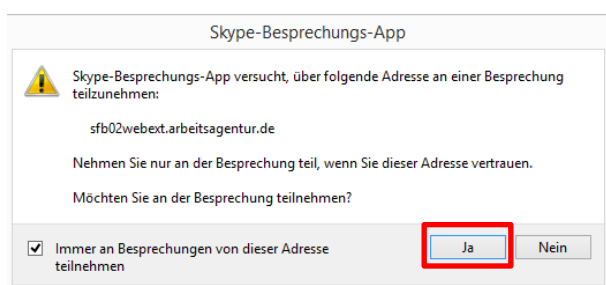 Skype-Besprechungs-App
Skype-Besprechungs-App versucht, über folgende Adresse an einer Besprechung
teilzunehmen:
sfb02webext.arbeitsagentur.de
Nehmen Sie nur an der Besprechung teil, wenn Sie dieser Adresse vertrauen.
Möchten Sie an der Besprechung teilnehmen?
Immer an Besprechungen von dieser Adresse
teilnehmen
Ja
Nein